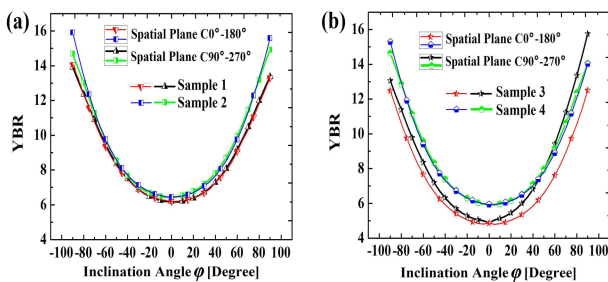 (a)
Spatial Plane C0°-180°
Spatial Plane C90°-270°
Sample 1
Sample 2
YBR
16
14
12
10
8
6
4
-100 -80 -60 -40 -20 0 20 40 60 80 100
Inclination Angle φ [Degree]
(b)
Spatial Plane C0°-180°
Spatial Plane C90°-270°
Sample 3
Sample 4
YBR
16
14
12
10
8
6
4
-100 -80 -60 -40 -20 0 20 40 60 80 100
Inclination Angle φ [Degree]